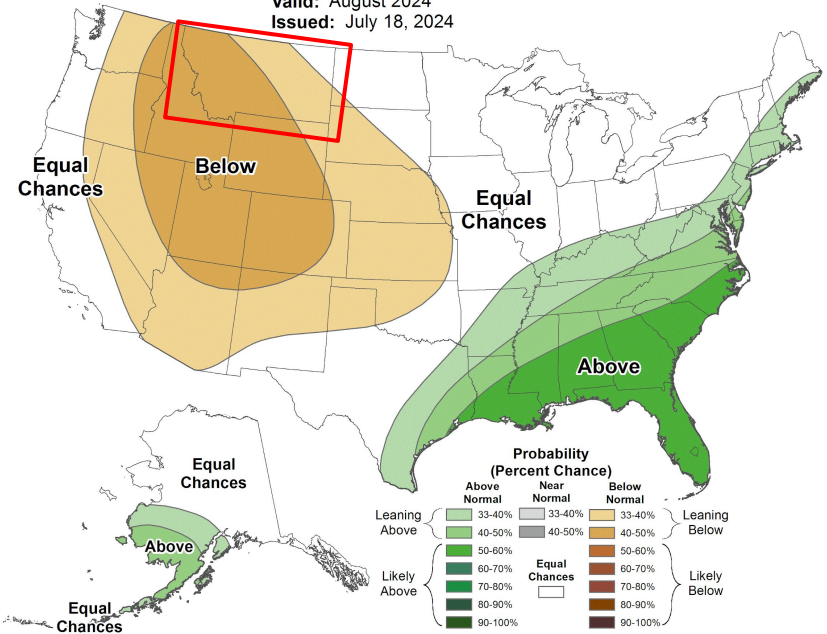 Valid: August 2024
Issued: July 18, 2024
Equal
Chances
Below
Equal
Chances
Above
Equal
Chances
Above
Equal
Chances
Probability
(Percent Chance)
Above
Normal
Near
Normal
Below
Normal
Leaning
Above
33-40%
33-40%
33-40%
Leaning
Below
40-50%
40-50%
40-50%
Likely
Above
50-60%
50-60%
Likely
Below
60-70%
Equal
Chances
60-70%
70-80%
70-80%
80-90%
80-90%
90-100%
90-100%